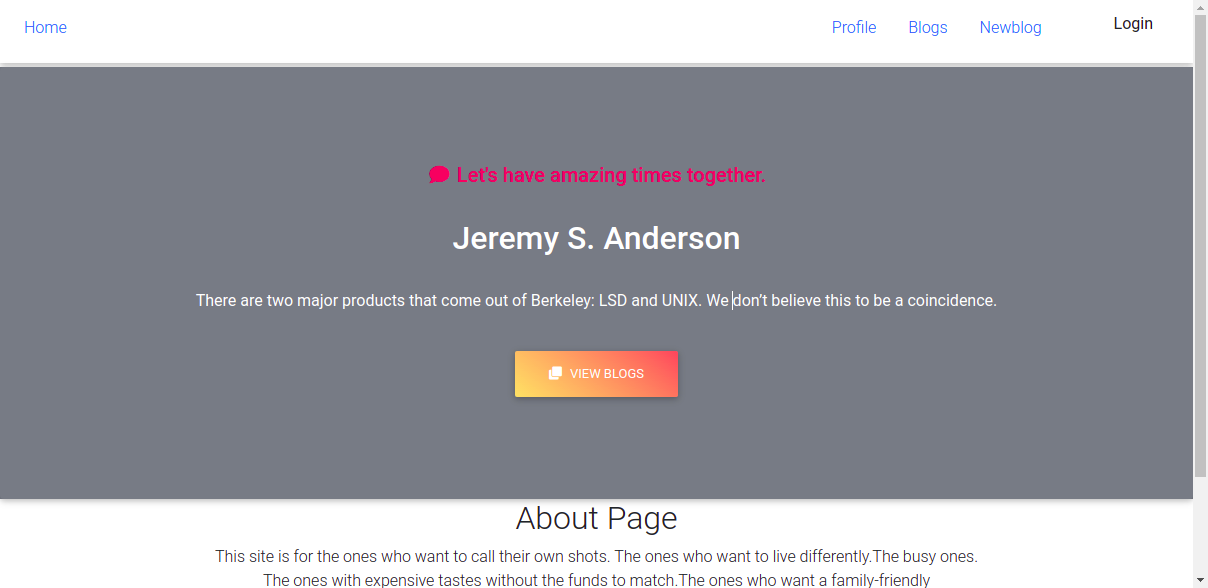 Home Profile Blogs Newblog Login
Let's have amazing times together.
Jeremy S. Anderson
There are two major products that come out of Berkeley: LSD and UNIX. We don’t believe this to be a coincidence.
VIEW BLOGS
About Page
This site is for the ones who want to call their own shots. The ones who want to live differently.The busy ones.
The ones with expensive tastes without the funds to match.The ones who want a family-friendly